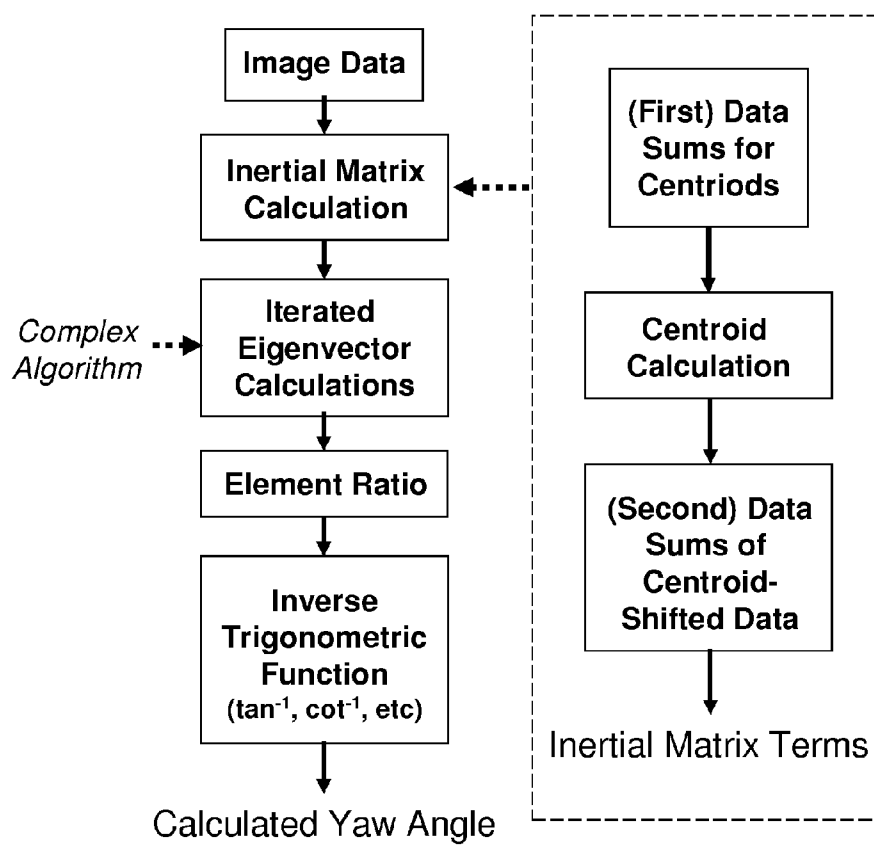 Image Data
Inertial Matrix
Calculation
Complex
Algorithm
Iterated
Eigenvector
Calculations
Element Ratio
Inverse
Trigonometric
Function
(tan⁻¹, cot⁻¹, etc)
Calculated Yaw Angle
(First) Data
Sums for
Centriods
Centroid
Calculation
(Second) Data
Sums of
Centroid-
Shifted Data
Inertial Matrix Terms